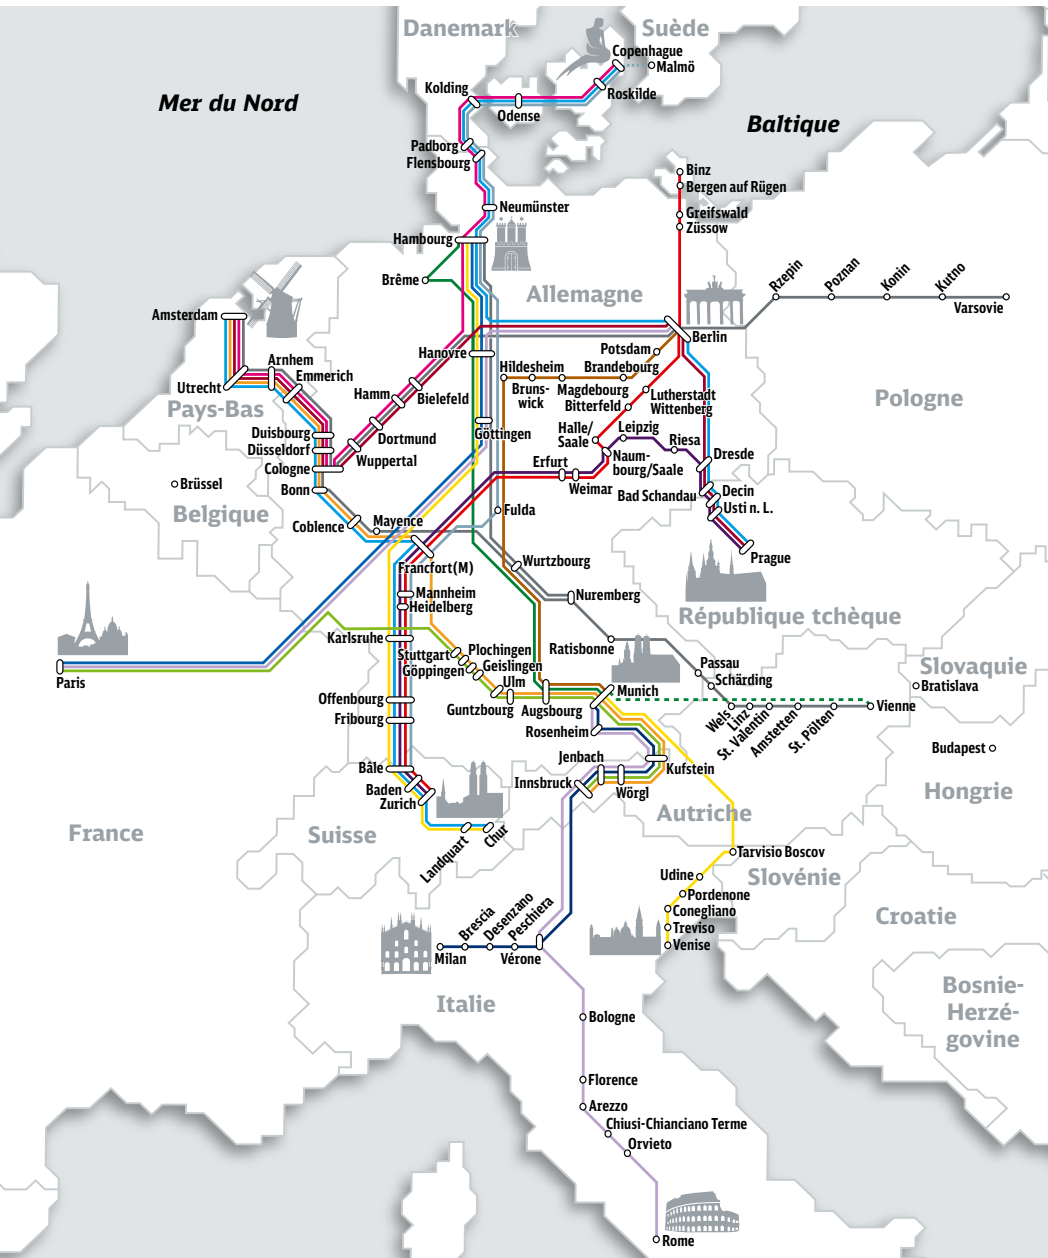 Danemark
Suède
Copenhague
Malmö
Kolding
Roskilde
Mer du Nord
Odense
Baltique
Padborg
Flensbourg
Binz
Bergen auf Rügen
Neumünster
Greifswald
Züssow
Hambourg
Brême
Allemagne
Rzepin
Poznan
Konin
Kutno
Varsovie
Amsterdam
Berlin
Hanovre
Potsdam
Arnhem
Emmerich
Hildesheim
Brandebourg
Utrecht
Hamm
Bielefeld
Bruns-
wick
Magdebourg
Bitterfeld
Lutherstadt
Wittenberg
Pays-Bas
Pologne
Duisbourg
Düsseldorf
Dortmund
Göttingen
Halle/
Saale
Leipzig
Riesa
Cologne
Wuppertal
Erfurt
Naum-
bourg/Saale
Dresde
Brüssel
Bonn
Weimar
Bad Schandau
Decin
Usti n. L.
Belgique
Coblence
Mayence
Fulda
Prague
Francfort(M)
Wurtzbourg
Mannheim
Heidelberg
Nuremberg
République tchèque
Karlsruhe
Ratisbonne
Stuttgart
Göppingen
Plochingen
Geislingen
Passau
Schärding
Slovaquie
Bratislava
Paris
Ulm
Munich
Offenbourg
Guntzbourg
Augsbourg
Vienne
Fribourg
Rosenheim
Wels
Linz
St. Valentin
Amstetten
St. Pölten
Budapest
Bâle
Jenbach
Kufstein
Baden
Zurich
Innsbruck
Wörgl
Hongrie
Autriche
France
Suisse
Landquart
Chur
Tarvisio Boscov
Udine
Slovénie
Pordenone
Conegliano
Treviso
Venise
Croatie
Brescia
Desenzano
Peschiera
Milan
Vérone
Italie
Bosnie-
Herzé-
govine
Bologne
Florence
Arezzo
Chiusi-Chianciano Terme
Orvieto
Rome